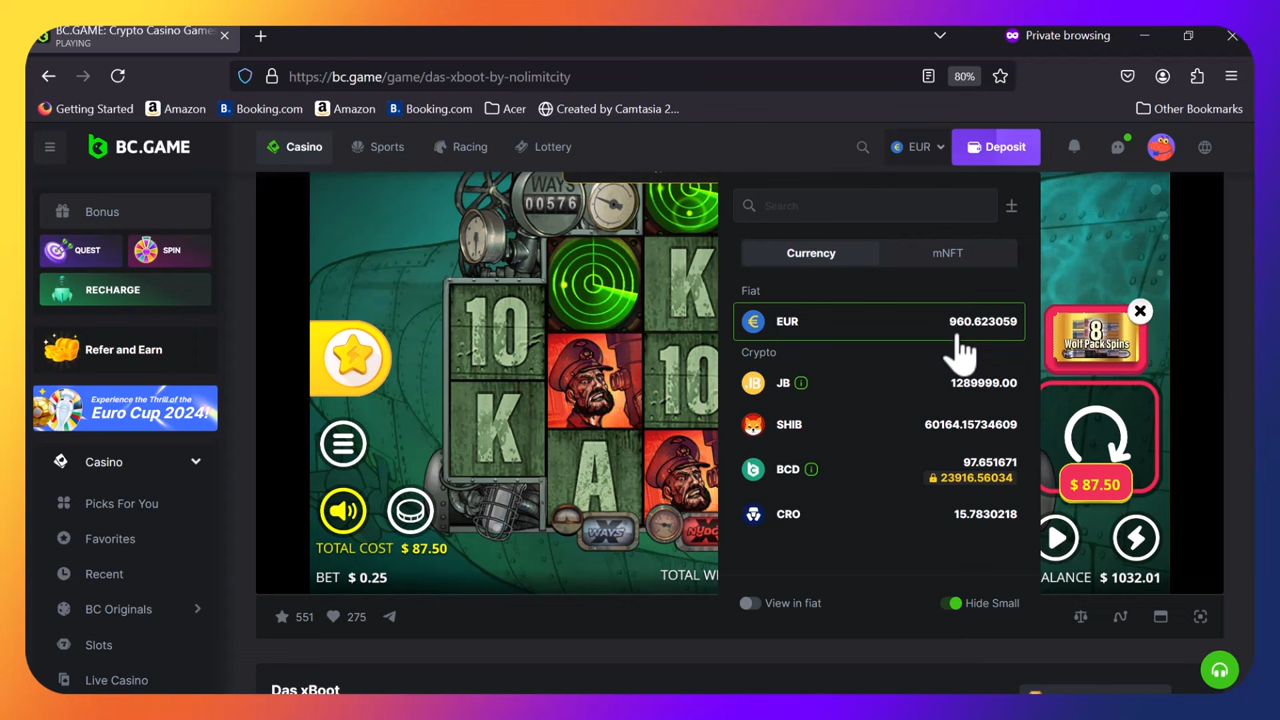 BC.GAME: Crypto Casino Games
PLAYING
Private browsing
https://bc.game/game/das-xboot-by-nolimitcity
80%
Getting Started
Amazon
Booking.com
Amazon
Booking.com
Acer
Created by Camtasia 2...
Other Bookmarks
BC.GAME
Casino
Sports
Racing
Lottery
EUR
Deposit
Bonus
QUEST
SPIN
RECHARGE
Refer and Earn
Experience the Thrill of the
Euro Cup 2024!
Casino
Picks For You
Favorites
Recent
BC Originals
Slots
Live Casino
WAYS
00576
10
K
K
10
A
TOTAL COST $ 87.50
BET $ 0.25
Search
Currency
mNFT
Fiat
EUR
960.623059
Crypto
JB
1289999.00
SHIB
60164.15734609
BCD
97.651671
23916.56034
CRO
15.7830218
View in fiat
Hide Small
8
Wolf Pack Spins
$ 87.50
ALANCE $ 1032.01
551
275
Das xBoot